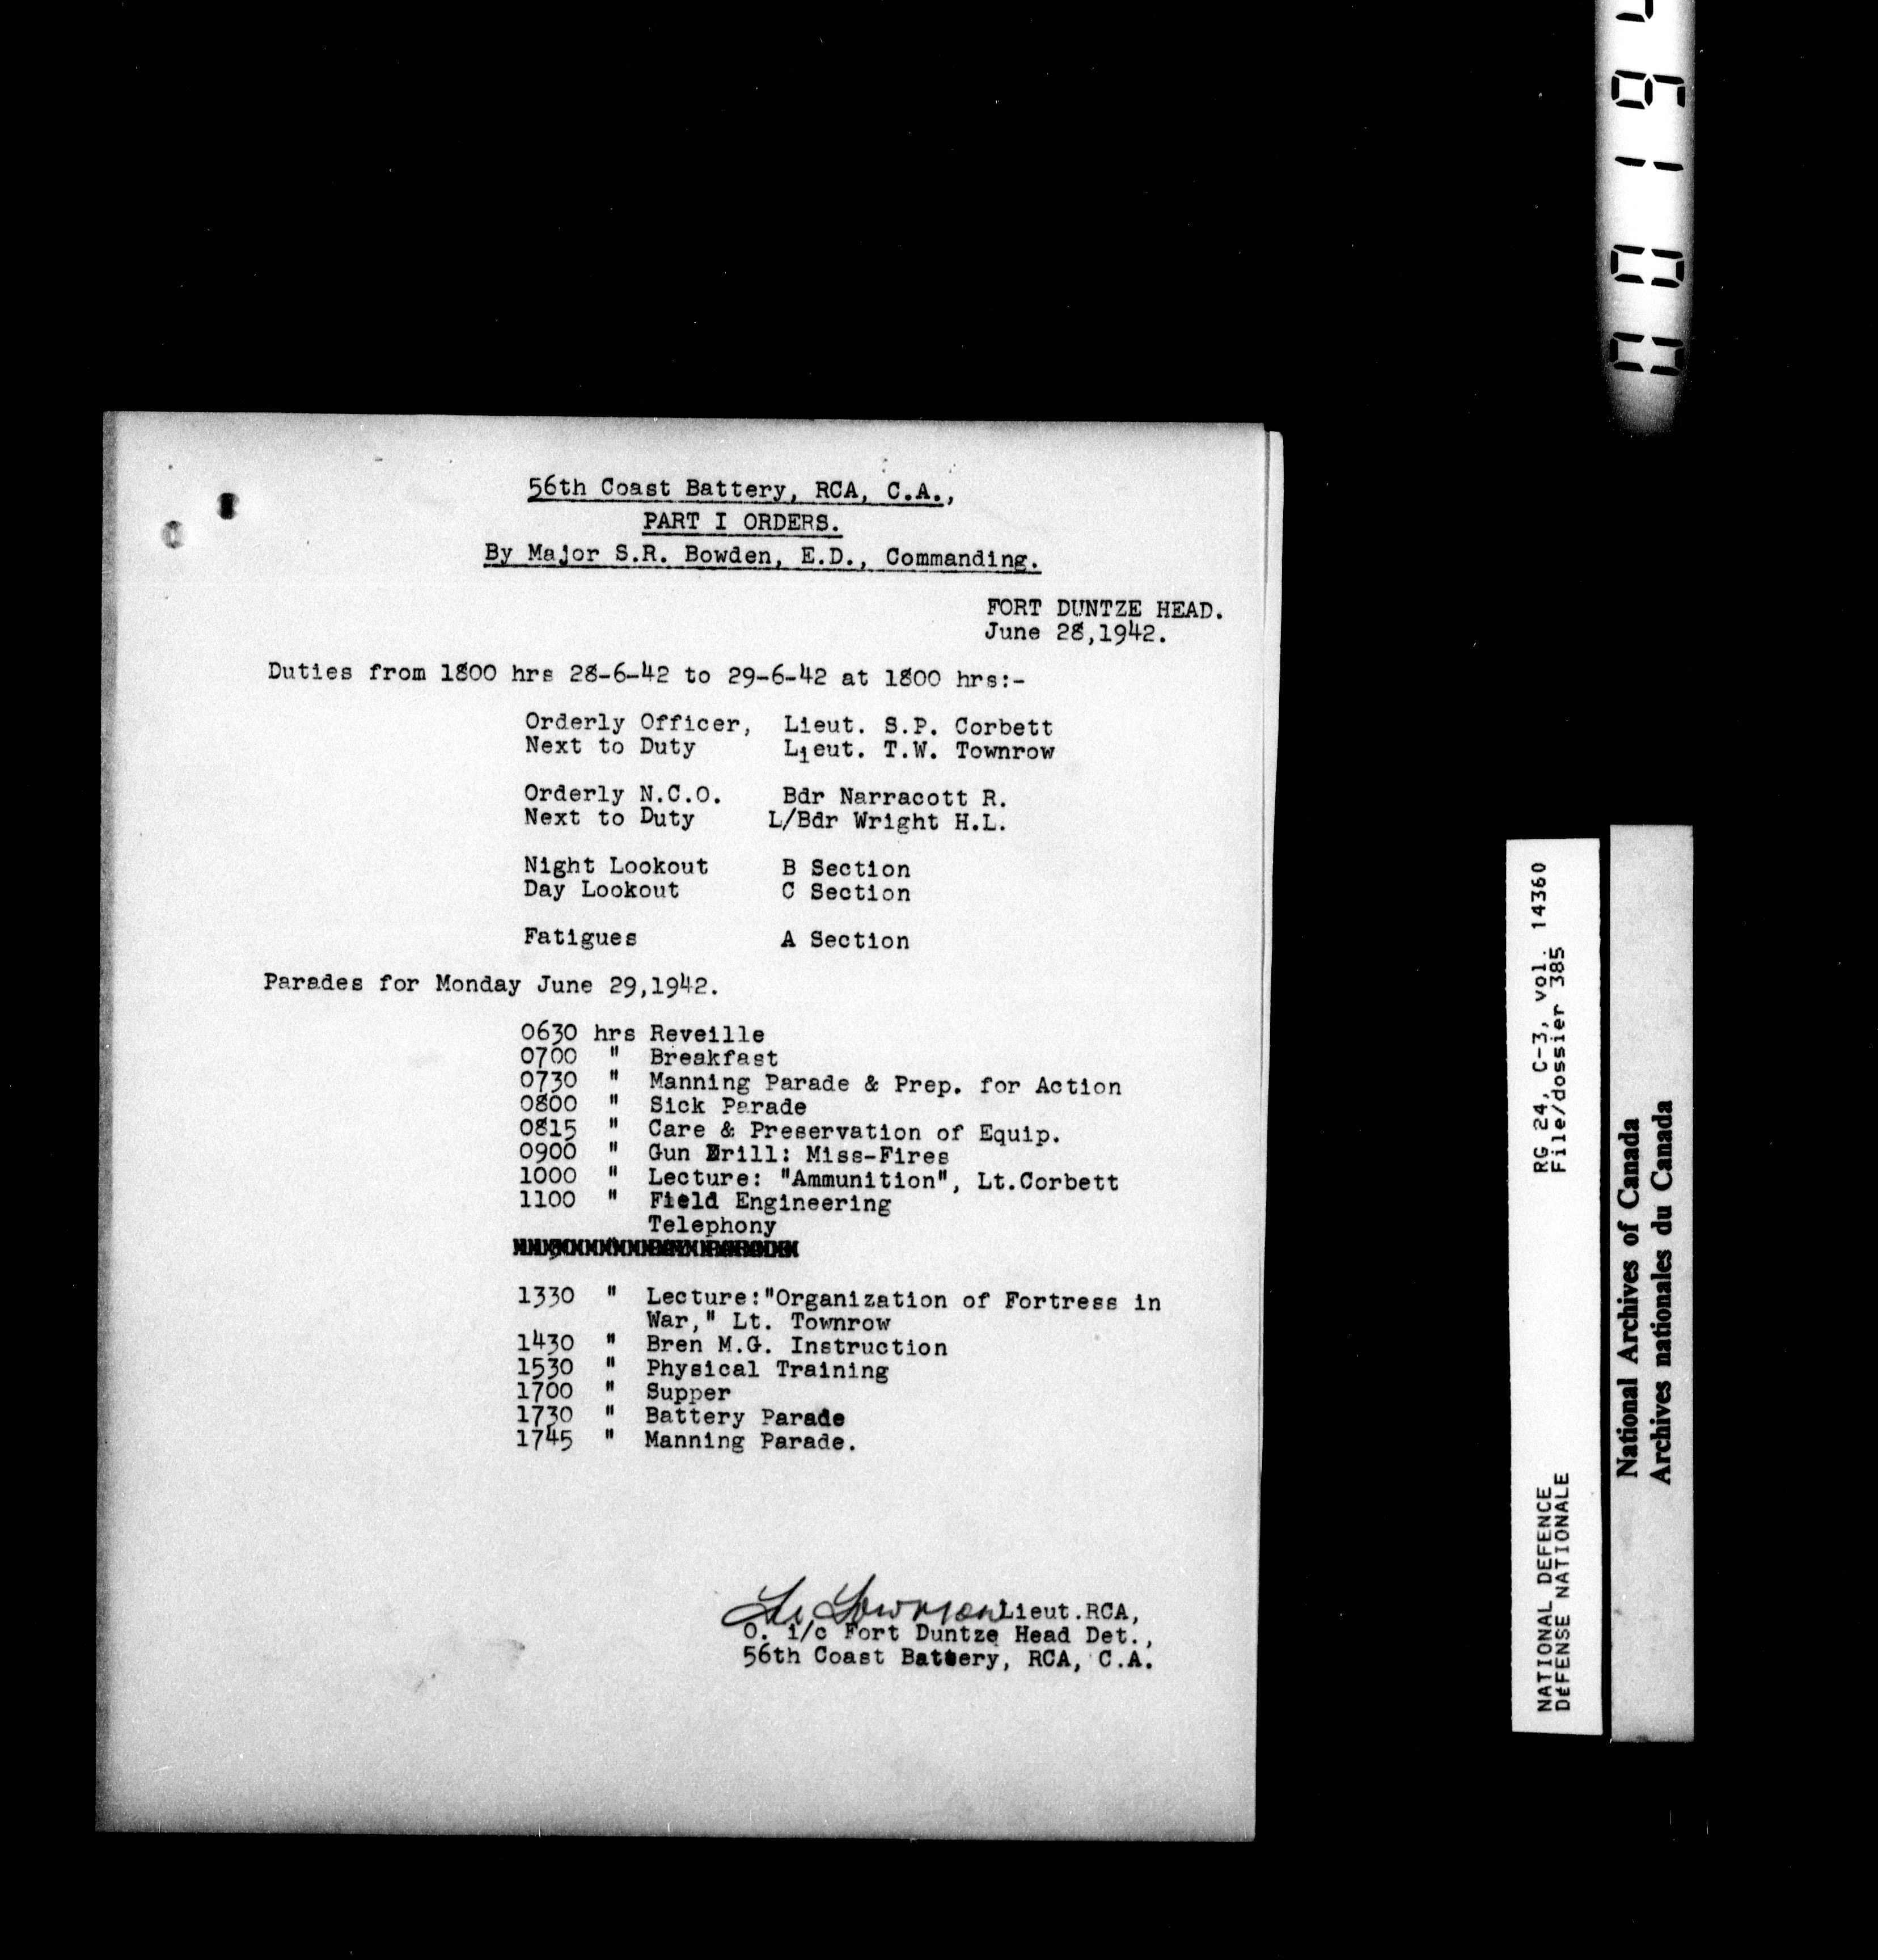 56th Coast Battery, RCA, C.A.,
PART I ORDERS.
By Major S.R. Bowden, E.D., Commanding.
FORT DUNTZE HEAD.
June 28,1942.
Duties from 1800 hrs 28-6-42 to 29-6-42 at 1800 hrs:-
Orderly Officer, Lieut. S.P. Corbett
Next to Duty Lieut. T.W. Townrow
Orderly N.C.O. Bdr Narracott R.
Next to Duty L/Bdr Wright H.L.
Night Lookout B Section
Day Lookout C Section
Fatigues A Section
Parades for Monday June 29,1942.
0630 hrs Reveille
0700 " Breakfast
0730 " Manning Parade & Prep. for Action
0800 " Sick Parade
0815 " Care & Preservation of Equip.
0900 " Gun Drill: Miss-Fires
1000 " Lecture: "Ammunition", Lt.Corbett
1100 " Field Engineering
Telephony
1330 " Lecture:"Organization of Fortress in
War," Lt. Townrow
1430 " Bren M.G. Instruction
1530 " Physical Training
1700 " Supper
1730 " Battery Parade
1745 " Manning Parade.
Townrow Lieut.RCA,
O. i/c Fort Duntze Head Det.,
56th Coast Battery, RCA, C.A.
NATIONAL DEFENCE RG 24, C-3, vol. 14360
DéFENSE NATIONALE File/dossier 385
National Archives of Canada
Archives nationales du Canada